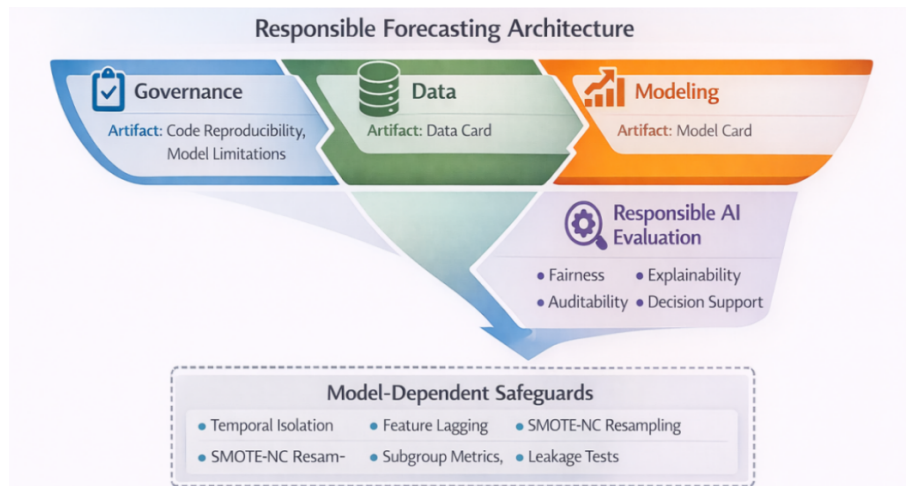 Responsible Forecasting Architecture
Governance
Artifact: Code Reproducibility,
Model Limitations
Data
Artifact: Data Card
Modeling
Artifact: Model Card
Responsible AI
Evaluation
• Fairness
• Explainability
• Auditability
• Decision Support
Model-Dependent Safeguards
• Temporal Isolation
• Feature Lagging
• SMOTE-NC Resampling
• SMOTE-NC Resam-
• Subgroup Metrics,
• Leakage Tests